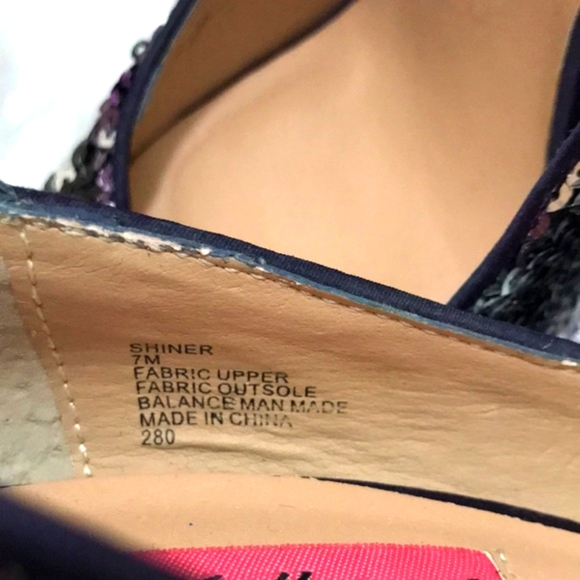 SHINER
7M
FABRIC UPPER
FABRIC OUTSOLE
BALANCE MAN MADE
MADE IN CHINA
280